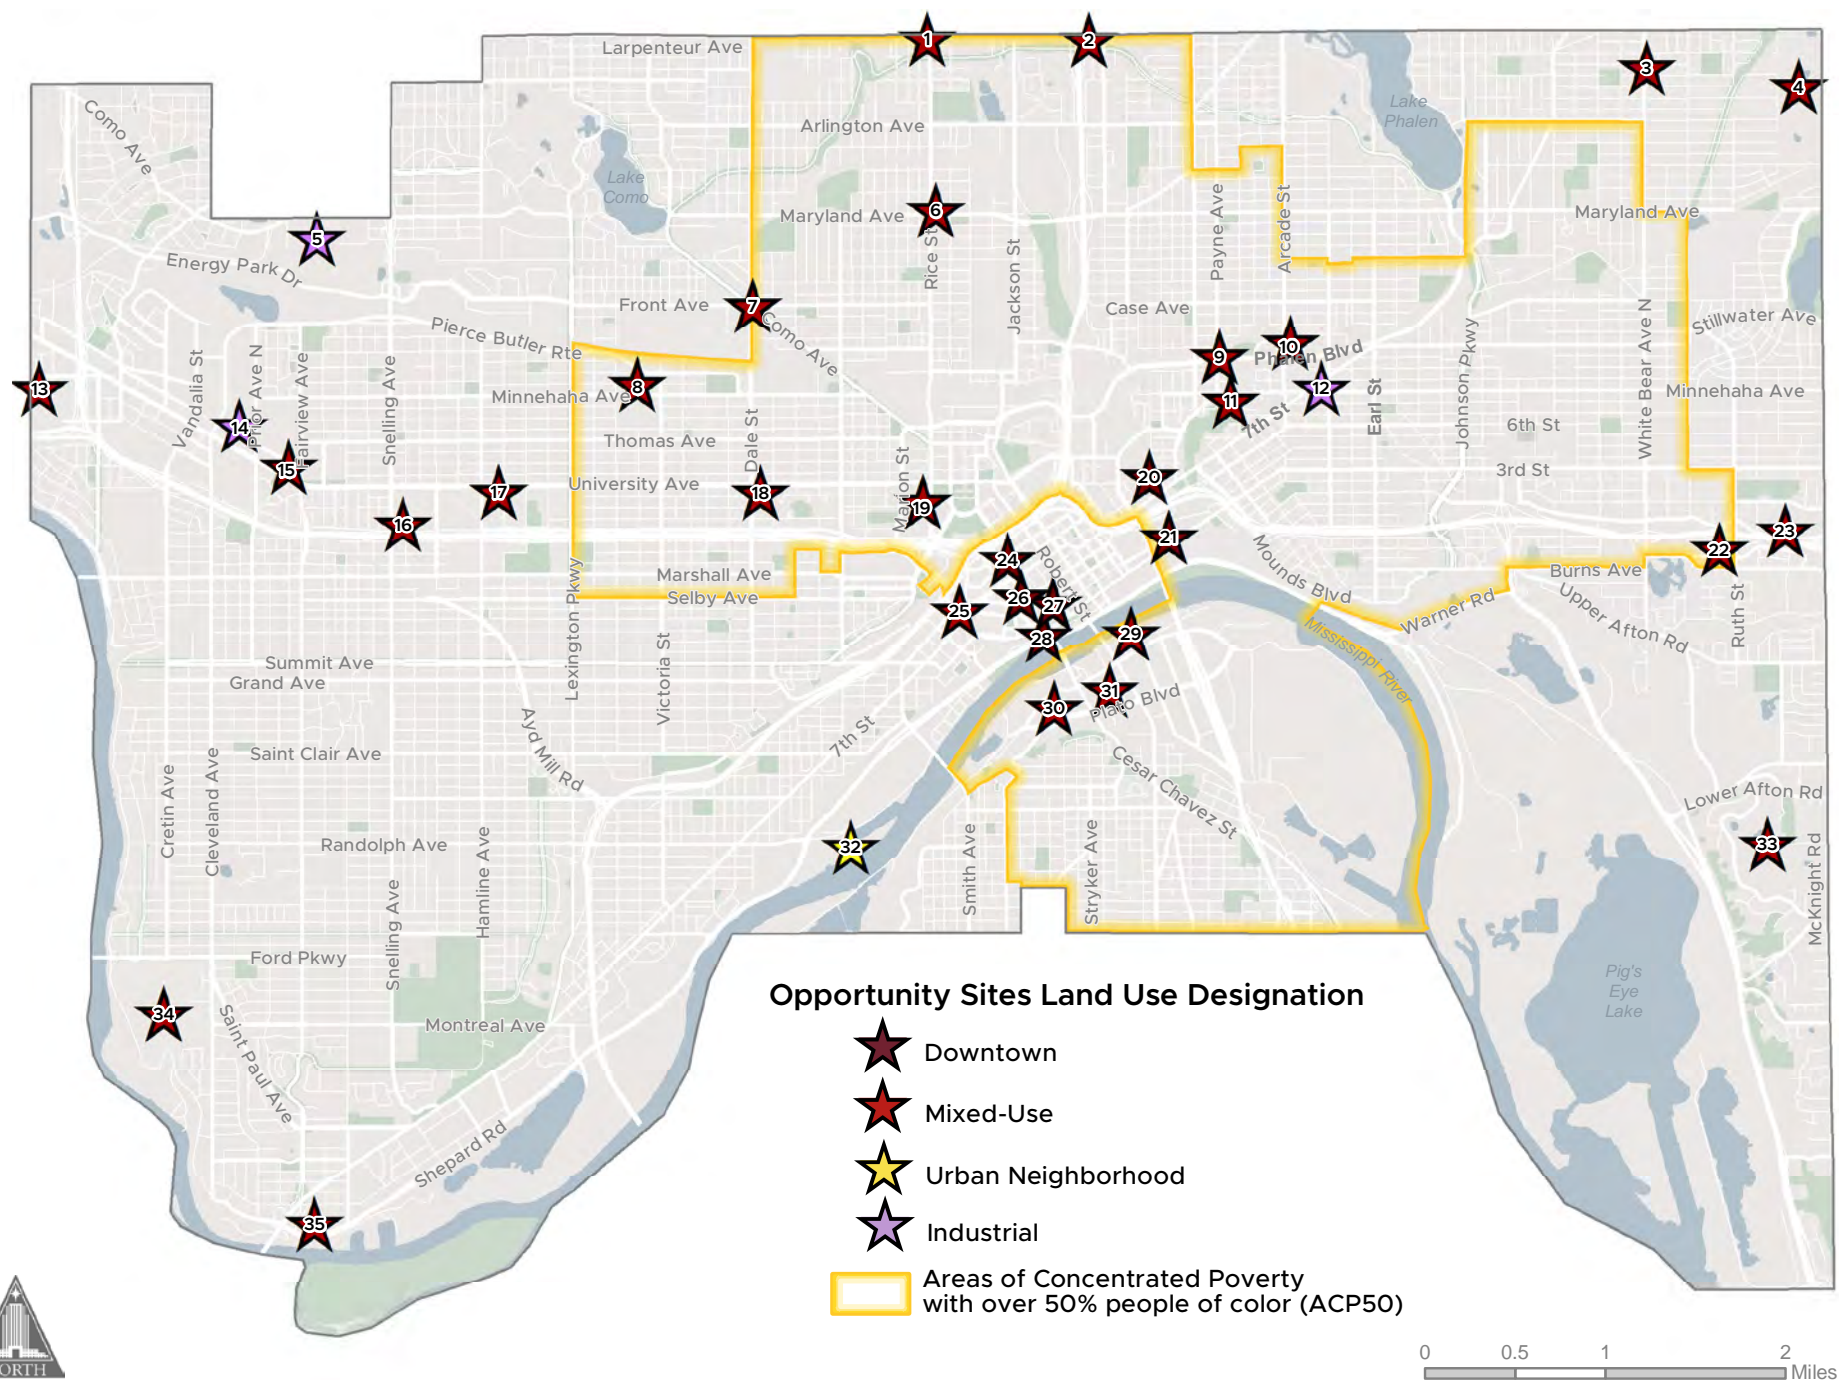 Larpenteur Ave
1
2
3
4
Como Ave
Arlington Ave
Lake
Phalen
Lake
Como
Maryland Ave
6
Rice St
Payne Ave
Arcade St
Maryland Ave
5
Energy Park Dr
Jackson St
Front Ave
7
Como Ave
Case Ave
Stillwater Ave
Pierce Butler Rte
9
10
Phalen Blvd
Johnson Pkwy
White Bear Ave N
13
Vandalia St
Prior Ave N
Fairview Ave
Snelling Ave
Minnehaha Ave
8
11
12
Earl St
Minnehaha Ave
14
7th St
6th St
Thomas Ave
Dale St
15
3rd St
University Ave
17
18
Marion St
19
20
16
21
22
23
24
Robert St
Mounds Blvd
Burns Ave
Marshall Ave
Selby Ave
25
26
27
28
29
Warner Rd
Upper Afton Rd
Ruth St
Lexington Pkwy
Victoria St
Summit Ave
Grand Ave
Mississippi River
30
31
Plato Blvd
7th St
Ayd Mill Rd
Saint Clair Ave
Cesar Chavez St
Cretin Ave
Cleveland Ave
Lower Afton Rd
Randolph Ave
32
33
Smith Ave
Stryker Ave
McKnight Rd
Hamline Ave
Snelling Ave
Ford Pkwy
34
Saint Paul Ave
Montreal Ave
Pig's
Eye
Lake
Shepard Rd
35
Opportunity Sites Land Use Designation
Downtown
Mixed-Use
Urban Neighborhood
Industrial
Areas of Concentrated Poverty
with over 50% people of color (ACP50)
ORTH
0 0.5 1 2
Miles